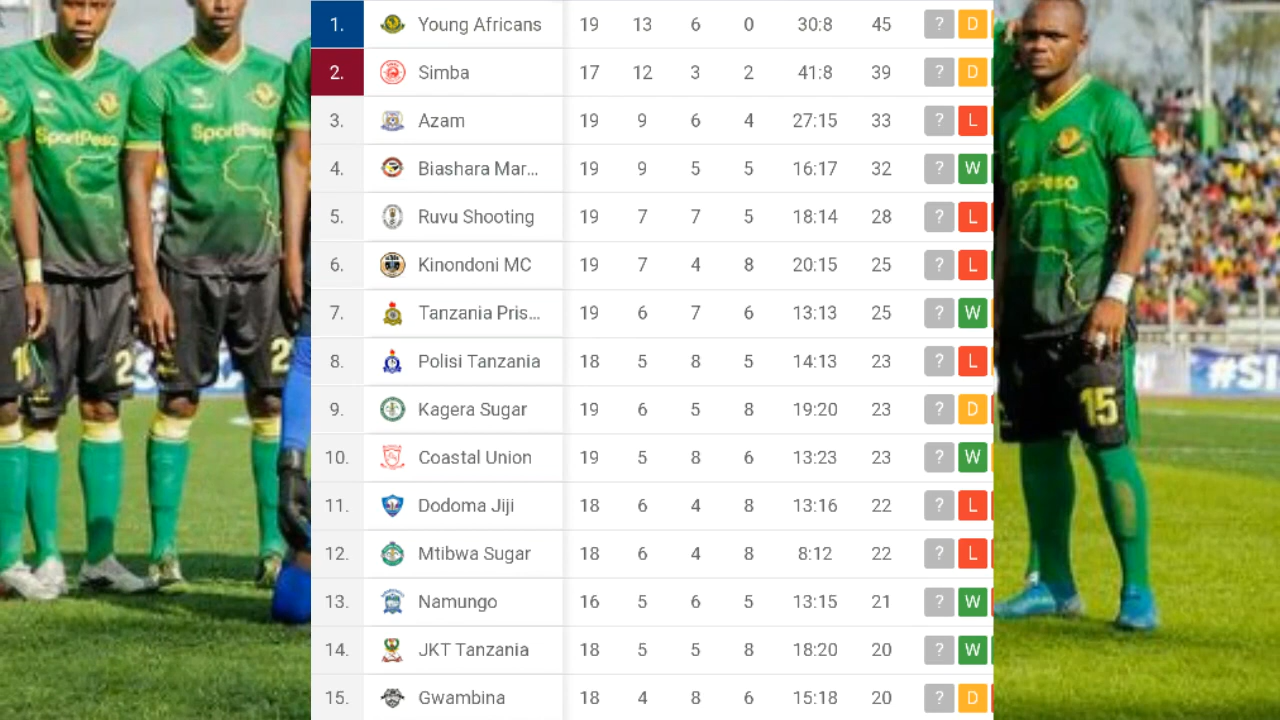 1. Young Africans 19 13 6 0 30:8 45 ? D
2. Simba 17 12 3 2 41:8 39 ? D
3. Azam 19 9 6 4 27:15 33 ? L
4. Biashara Mar... 19 9 5 5 16:17 32 ? W
5. Ruvu Shooting 19 7 7 5 18:14 28 ? L
6. Kinondoni MC 19 7 4 8 20:15 25 ? L
7. Tanzania Pris... 19 6 7 6 13:13 25 ? W
8. Polisi Tanzania 18 5 8 5 14:13 23 ? L
9. Kagera Sugar 19 6 5 8 19:20 23 ? D
10. Coastal Union 19 5 8 6 13:23 23 ? W
11. Dodoma Jiji 18 6 4 8 13:16 22 ? L
12. Mtibwa Sugar 18 6 4 8 8:12 22 ? L
13. Namungo 16 5 6 5 13:15 21 ? W
14. JKT Tanzania 18 5 5 8 18:20 20 ? W
15. Gwambina 18 4 8 6 15:18 20 ? D
SportPesa
SportPesa
2
2
SportPesa
15
#SI